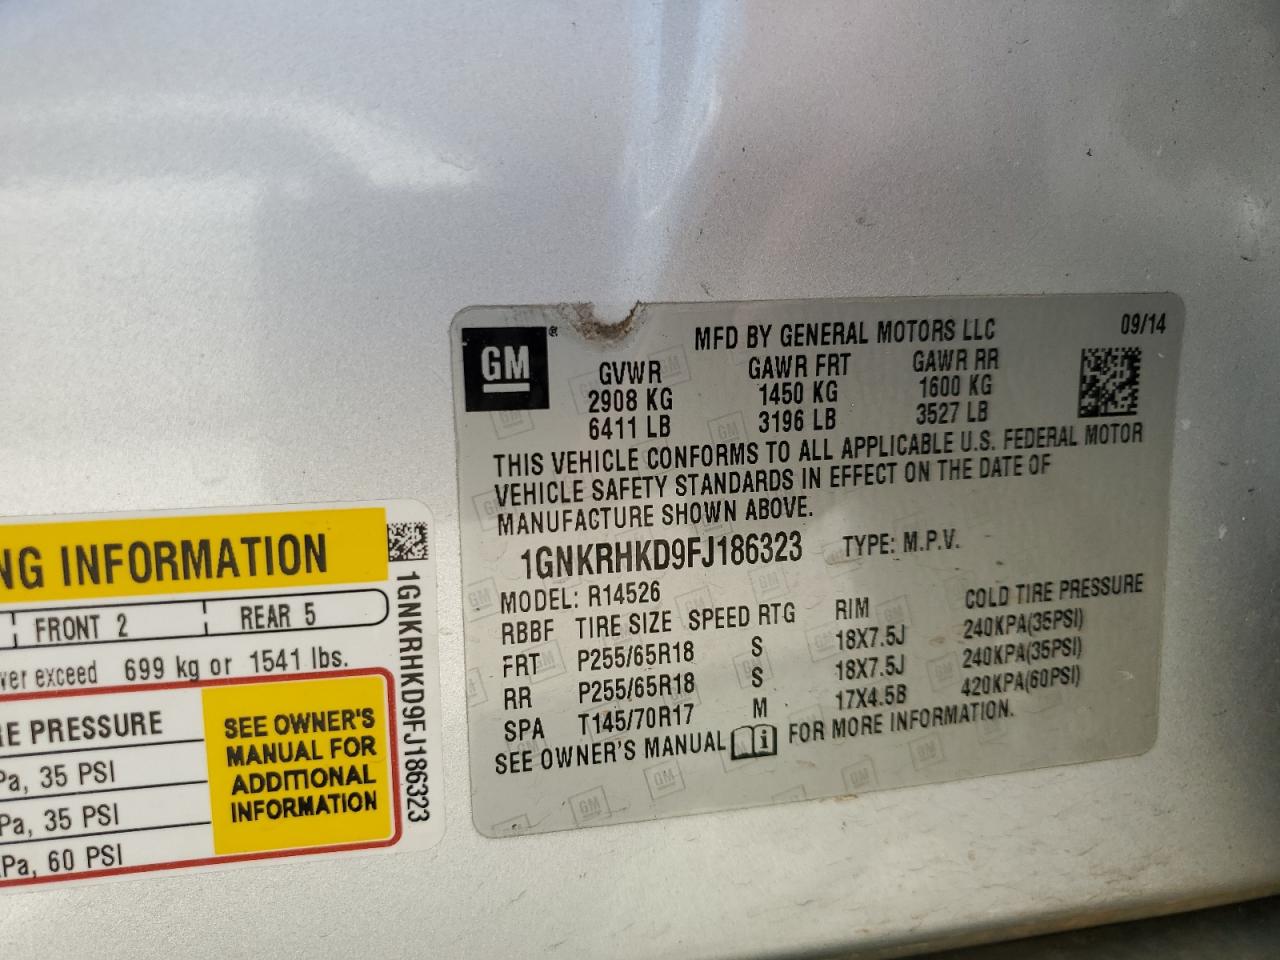 GM
®
MFD BY GENERAL MOTORS LLC
09/14
GVWR GAWR FRT GAWR RR
2908 KG 1450 KG 1600 KG
6411 LB 3196 LB 3527 LB
THIS VEHICLE CONFORMS TO ALL APPLICABLE U.S. FEDERAL MOTOR
VEHICLE SAFETY STANDARDS IN EFFECT ON THE DATE OF
MANUFACTURE SHOWN ABOVE.
1GNKRHKD9FJ186323 TYPE: M.P.V.
MODEL: R14526
RBBF TIRE SIZE SPEED RTG RIM COLD TIRE PRESSURE
FRT P255/65R18 S 18X7.5J 240KPA(35PSI)
RR P255/65R18 S 18X7.5J 240KPA(35PSI)
SPA T145/70R17 M 17X4.5B 420KPA(60PSI)
SEE OWNER'S MANUAL i FOR MORE INFORMATION.
NG INFORMATION
FRONT 2 REAR 5
ver exceed 699 kg or 1541 lbs.
RE PRESSURE
Pa, 35 PSI
Pa, 35 PSI
Pa, 60 PSI
SEE OWNER'S
MANUAL FOR
ADDITIONAL
INFORMATION
1GNKRHKD9FJ186323